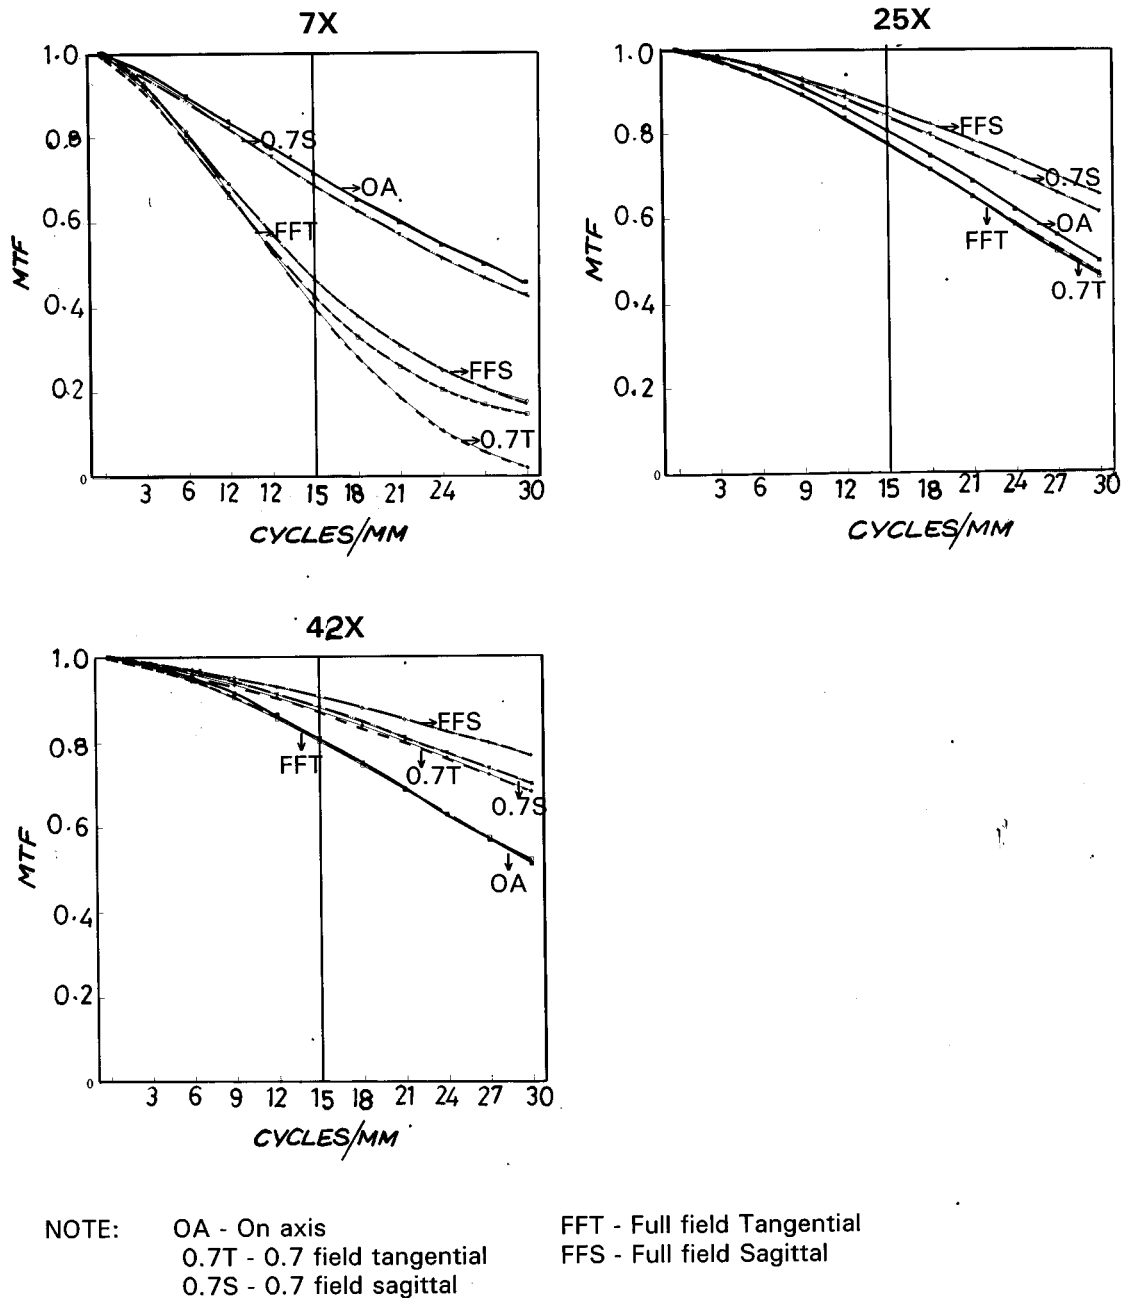 7X
1.0
0.8
0.6
0.4
0.2
0
MTF
0.7S
OA
FFT
FFS
0.7T
3 6 12 12 15 18 21 24 30
CYCLES/MM
25X
1.0
0.8
0.6
0.4
0.2
0
MTF
FFS
0.7S
OA
FFT
0.7T
3 6 9 12 15 18 21 24 27 30
CYCLES/MM
42X
1.0
0.8
0.6
0.4
0.2
0
MTF
FFS
FFT
0.7T
0.7S
OA
3 6 9 12 15 18 21 24 27 30
CYCLES/MM
NOTE: OA - On axis
0.7T - 0.7 field tangential
0.7S - 0.7 field sagittal
FFT - Full field Tangential
FFS - Full field Sagittal